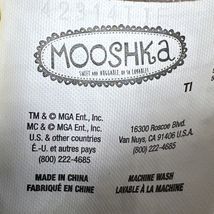 MOOSHKA
SWEET AND HUGGABLE, OH SO LOVABLE!
TI
TM & © MGA Ent., Inc.
MC & © MGA Ent., Inc.
U.S. & other countries
É.-U. et autres pays
(800) 222-4685
16300 Roscoe Blvd.
Van Nuys, CA 91406 U.S.A.
(800) 222-4685
MADE IN CHINA
FABRIQUÉ EN CHINE
MACHINE WASH
LAVABLE À LA MACHINE